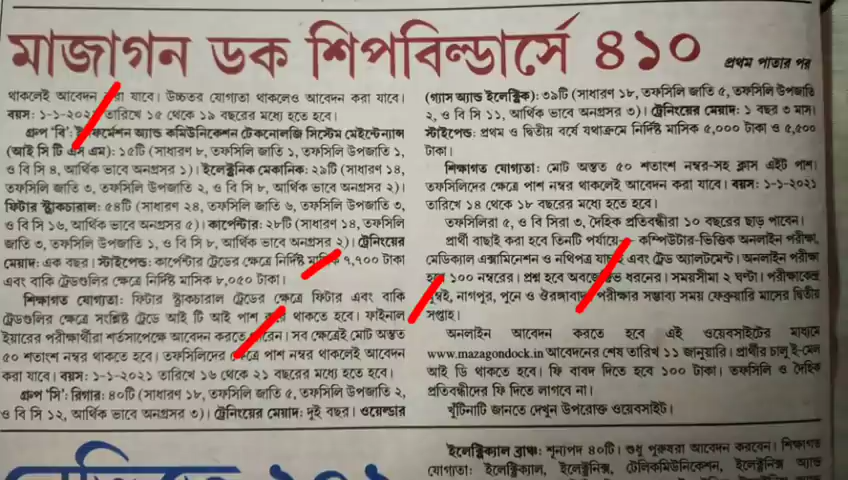 মাজাগন ডক শিপবিল্ডার্সে ৪১০
প্রথম পাতার পর
থাকলেই আবেদন করা যাবে। উচ্চতর যোগ্যতা থাকলেও আবেদন করা যাবে।
বয়স: ১-১-২০২১ তারিখে ১৫ থেকে ১৯ বছরের মধ্যে হতে হবে।
গ্রুপ 'বি': ইনফর্মেশন অ্যান্ড কমিউনিকেশন টেকনোলজি সিস্টেম মেইন্টেন্যান্স
(আই সি টি এস এম): ১৫টি (সাধারণ ৮, তফসিলি জাতি ১, তফসিলি উপজাতি ১,
ও বি সি ৪, আর্থিক ভাবে অনগ্রসর ১)। ইলেক্ট্রনিক মেকানিক: ২৯টি (সাধারণ ১৪,
তফসিলি জাতি ৩, তফসিলি উপজাতি ২, ও বি সি ৮, আর্থিক ভাবে অনগ্রসর ২)।
ফিটার স্ট্রাকচারাল: ৫৪টি (সাধারণ ২৪, তফসিলি জাতি ৬, তফসিলি উপজাতি ৩,
ও বি সি ১৬, আর্থিক ভাবে অনগ্রসর ৫)। কার্পেন্টার: ২৮টি (সাধারণ ১৪, তফসিলি
জাতি ৩, তফসিলি উপজাতি ১, ও বি সি ৮, আর্থিক ভাবে অনগ্রসর ২)। ট্রেনিংয়ের
মেয়াদ: এক বছর। স্টাইপেন্ড: কার্পেন্টার ট্রেডের ক্ষেত্রে নির্দিষ্ট মাসিক ৭,৭০০ টাকা
এবং বাকি ট্রেডগুলির ক্ষেত্রে নির্দিষ্ট মাসিক ৮,০৫০ টাকা।
শিক্ষাগত যোগ্যতা: ফিটার স্ট্রাকচারাল ট্রেডের ক্ষেত্রে ফিটার এবং বাকি
ট্রেডগুলির ক্ষেত্রে সংশ্লিষ্ট ট্রেডে আই টি আই পাশ করে থাকতে হবে। ফাইনাল
ইয়ারের পরীক্ষার্থীরা শর্তসাপেক্ষে আবেদন করতে পারেন। সব ক্ষেত্রেই মোট অন্তত
৫০ শতাংশ নম্বর থাকতে হবে। তফসিলিদের ক্ষেত্রে পাশ নম্বর থাকলেই আবেদন
করা যাবে। বয়স: ১-১-২০২১ তারিখে ১৬ থেকে ২১ বছরের মধ্যে হতে হবে।
গ্রুপ 'সি': রিগার: ৪০টি (সাধারণ ১৮, তফসিলি জাতি ৫, তফসিলি উপজাতি ২,
ও বি সি ১২, আর্থিক ভাবে অনগ্রসর ৩)। ট্রেনিংয়ের মেয়াদ: দুই বছর। ওয়েল্ডার
(গ্যাস অ্যান্ড ইলেক্ট্রিক): ৩৯টি (সাধারণ ১৮, তফসিলি জাতি ৫, তফসিলি উপজাতি
২, ও বি সি ১১, আর্থিক ভাবে অনগ্রসর ৩)। ট্রেনিংয়ের মেয়াদ: ১ বছর ৩ মাস।
স্টাইপেন্ড: প্রথম ও দ্বিতীয় বর্ষে যথাক্রমে নির্দিষ্ট মাসিক ৫,০০০ টাকা ও ৫,৫০০
টাকা।
শিক্ষাগত যোগ্যতা: মোট অন্তত ৫০ শতাংশ নম্বর-সহ ক্লাস এইট পাশ।
তফসিলিদের ক্ষেত্রে পাশ নম্বর থাকলেই আবেদন করা যাবে। বয়স: ১-১-২০২১
তারিখে ১৪ থেকে ১৮ বছরের মধ্যে হতে হবে।
তফসিলিরা ৫, ও বি সিরা ৩, দৈহিক প্রতিবন্ধীরা ১০ বছরের ছাড় পাবেন।
প্রার্থী বাছাই করা হবে তিনটি পর্যায়ে- কম্পিউটার-ভিত্তিক অনলাইন পরীক্ষা,
মেডিক্যাল এক্সামিনেশন ও নথিপত্র যাচাই এবং ট্রেড অ্যালটমেন্ট। অনলাইন পরীক্ষা
হবে ১০০ নম্বরের। প্রশ্ন হবে অবজেক্টিভ ধরনের। সময়সীমা ২ ঘণ্টা। পরীক্ষাকেন্দ্র
মুম্বই, নাগপুর, পুনে ও ঔরঙ্গাবাদ। পরীক্ষার সম্ভাব্য সময় ফেব্রুয়ারি মাসের দ্বিতীয়
সপ্তাহ।
অনলাইন আবেদন করতে হবে এই ওয়েবসাইটের মাধ্যমে
www.mazagondock.in আবেদনের শেষ তারিখ ১১ জানুয়ারি। প্রার্থীর চালু ই-মেল
আই ডি থাকতে হবে। ফি বাবদ দিতে হবে ১০০ টাকা। তফসিলি ও দৈহিক
প্রতিবন্ধীদের ফি দিতে লাগবে না।
খুঁটিনাটি জানতে দেখুন উপরোক্ত ওয়েবসাইট।
ইলেক্ট্রিক্যাল ব্রাঞ্চ: শূন্যপদ ৪০টি। শুধু পুরুষরা আবেদন করবেন। শিক্ষাগত
যোগ্যতা: ইলেক্ট্রিক্যাল, ইলেক্ট্রনিক্স, টেলিকমিউনিকেশন, ইলেক্ট্রনিক্স অ্যান্ড